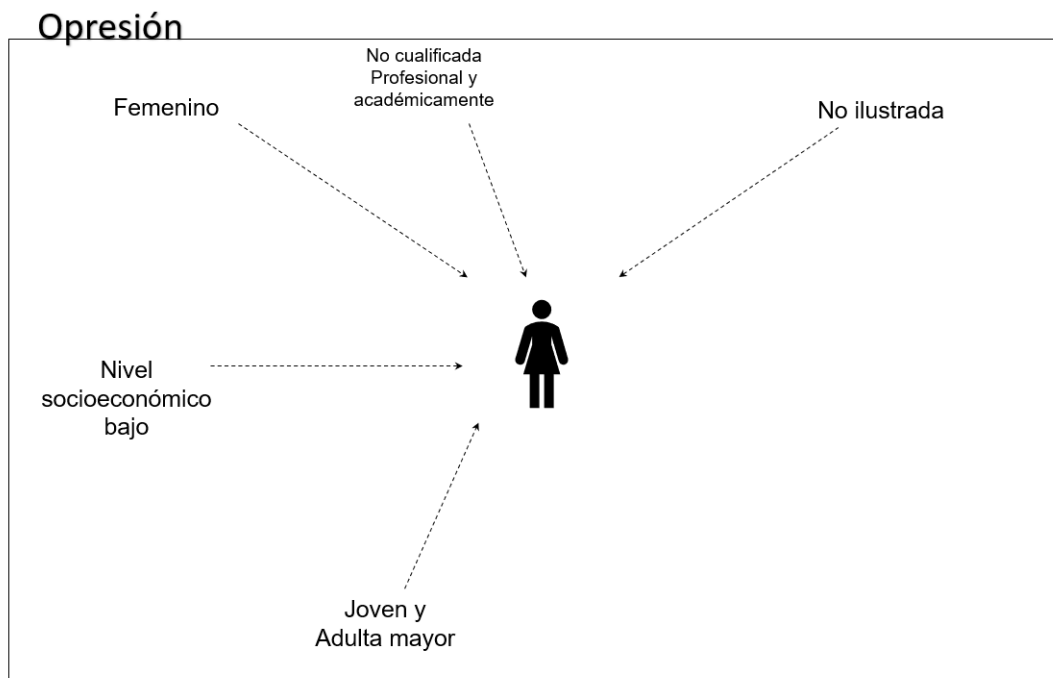 Opresión
No cualificada
Profesional y
académicamente
Femenino
No ilustrada
Nivel
socioeconómico
bajo
Joven y
Adulta mayor